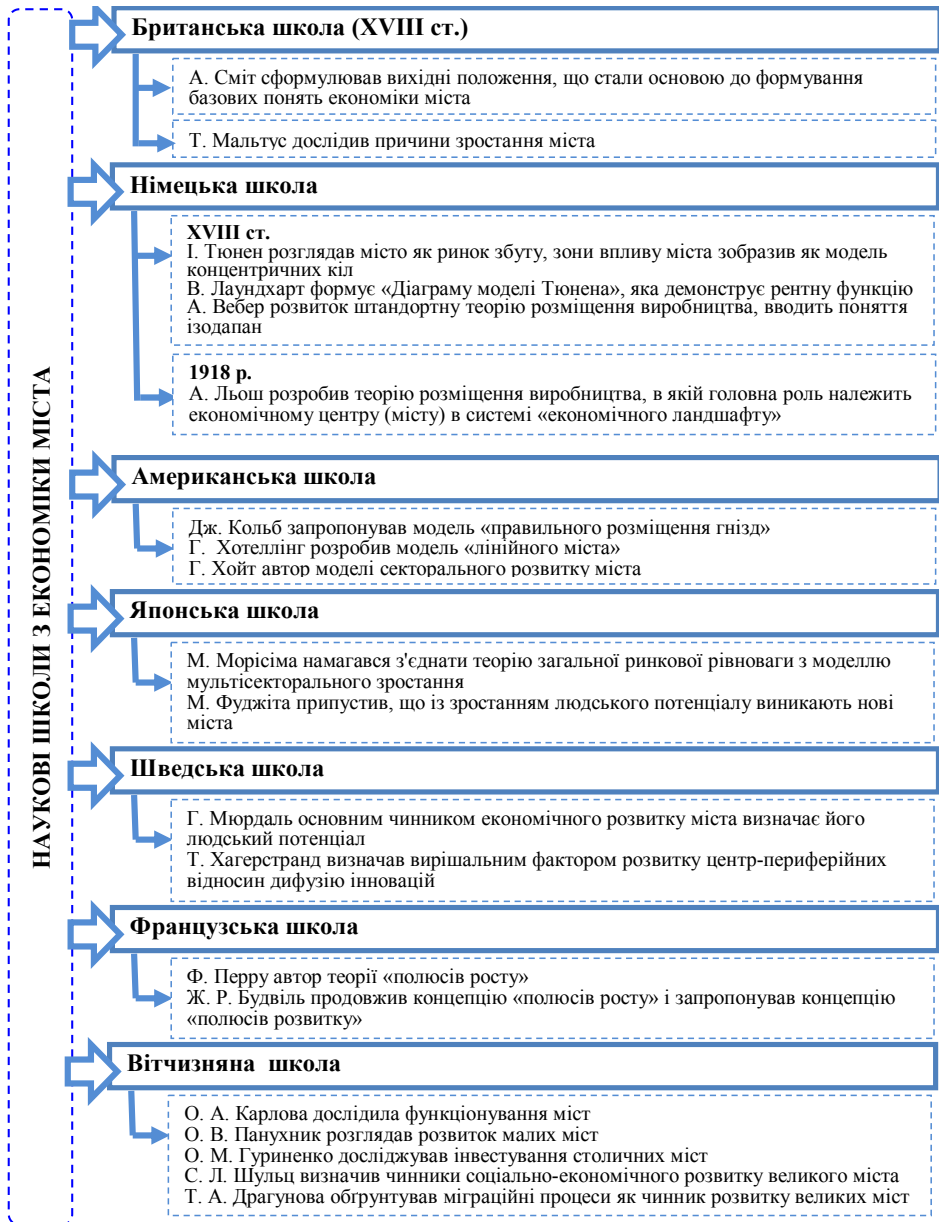 НАУКОВІ ШКОЛИ З ЕКОНОМІКИ МІСТА
Британська школа (XVIII ст.)
А. Сміт сформулював вихідні положення, що стали основою до формування
базових понять економіки міста
Т. Мальтус дослідив причини зростання міста
Німецька школа
XVIII ст.
І. Тюнен розглядав місто як ринок збуту, зони впливу міста зобразив як модель
концентричних кіл
В. Лаундхарт формує «Діаграму моделі Тюнена», яка демонструє рентну функцію
А. Вебер розвиток штандортну теорію розміщення виробництва, вводить поняття
ізодапан
1918 р.
А. Льош розробив теорію розміщення виробництва, в якій головна роль належить
економічному центру (місту) в системі «економічного ландшафту»
Американська школа
Дж. Кольб запропонував модель «правильного розміщення гнізд»
Г.  Хотеллінг розробив модель «лінійного міста»
Г. Хойт автор моделі секторального розвитку міста
Японська школа
М. Морісіма намагався з'єднати теорію загальної ринкової рівноваги з моделлю
мультісекторального зростання
М. Фуджіта припустив, що із зростанням людського потенціалу виникають нові
міста
Шведська школа
Г. Мюрдаль основним чинником економічного розвитку міста визначає його
людський потенціал
Т. Хагерстранд визначав вирішальним фактором розвитку центр-периферійних
відносин дифузію інновацій
Французська школа
Ф. Перру автор теорії «полюсів росту»
Ж. Р. Будвіль продовжив концепцію «полюсів росту» і запропонував концепцію
«полюсів розвитку»
Вітчизняна  школа
О. А. Карлова дослідила функціонування міст
О. В. Панухник розглядав розвиток малих міст
О. М. Гуриненко досліджував інвестування столичних міст
С. Л. Шульц визначив чинники соціально-економічного розвитку великого міста
Т. А. Драгунова обґрунтував міграційні процеси як чинник розвитку великих міст